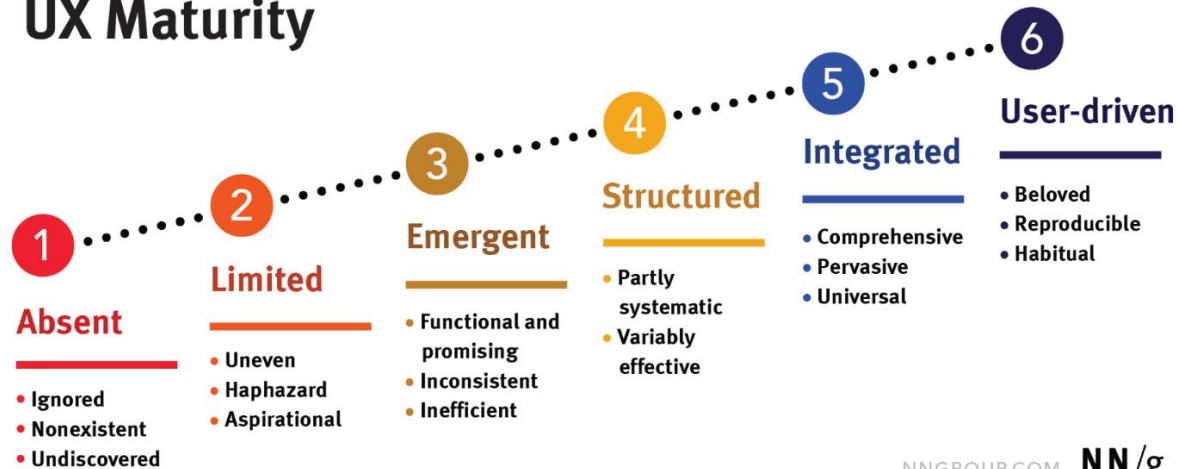 UX Maturity
1
Absent
• Ignored
• Nonexistent
• Undiscovered
2
Limited
• Uneven
• Haphazard
• Aspirational
3
Emergent
• Functional and
promising
• Inconsistent
• Inefficient
4
Structured
• Partly
systematic
• Variably
effective
5
Integrated
• Comprehensive
• Pervasive
• Universal
6
User-driven
• Beloved
• Reproducible
• Habitual
NNGROUP.COM NN/g